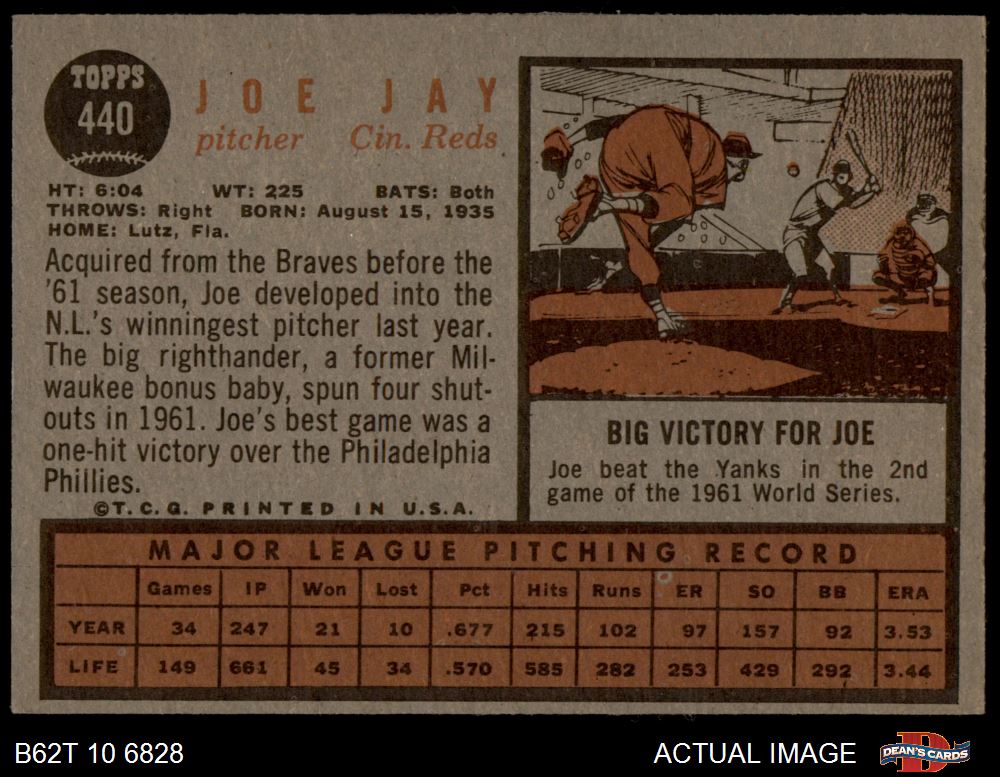 TOPPS
440
JOE JAY
pitcher Cin. Reds
HT: 6:04 WT: 225 BATS: Both
THROWS: Right BORN: August 15, 1935
HOME: Lutz, Fla.
Acquired from the Braves before the
'61 season, Joe developed into the
N.L.'s winningest pitcher last year.
The big righthander, a former Mil-
waukee bonus baby, spun four shut-
outs in 1961. Joe's best game was a
one-hit victory over the Philadelphia
Phillies.
©T.C.G. PRINTED IN U.S.A.
BIG VICTORY FOR JOE
Joe beat the Yanks in the 2nd
game of the 1961 World Series.
MAJOR LEAGUE PITCHING RECORD
Games IP Won Lost Pct Hits Runs ER SO BB ERA
YEAR 34 247 21 10 .677 215 102 97 157 92 3.53
LIFE 149 661 45 34 .570 585 282 253 429 292 3.44
B62T 10 6828
ACTUAL IMAGE
DEAN'S CARDS